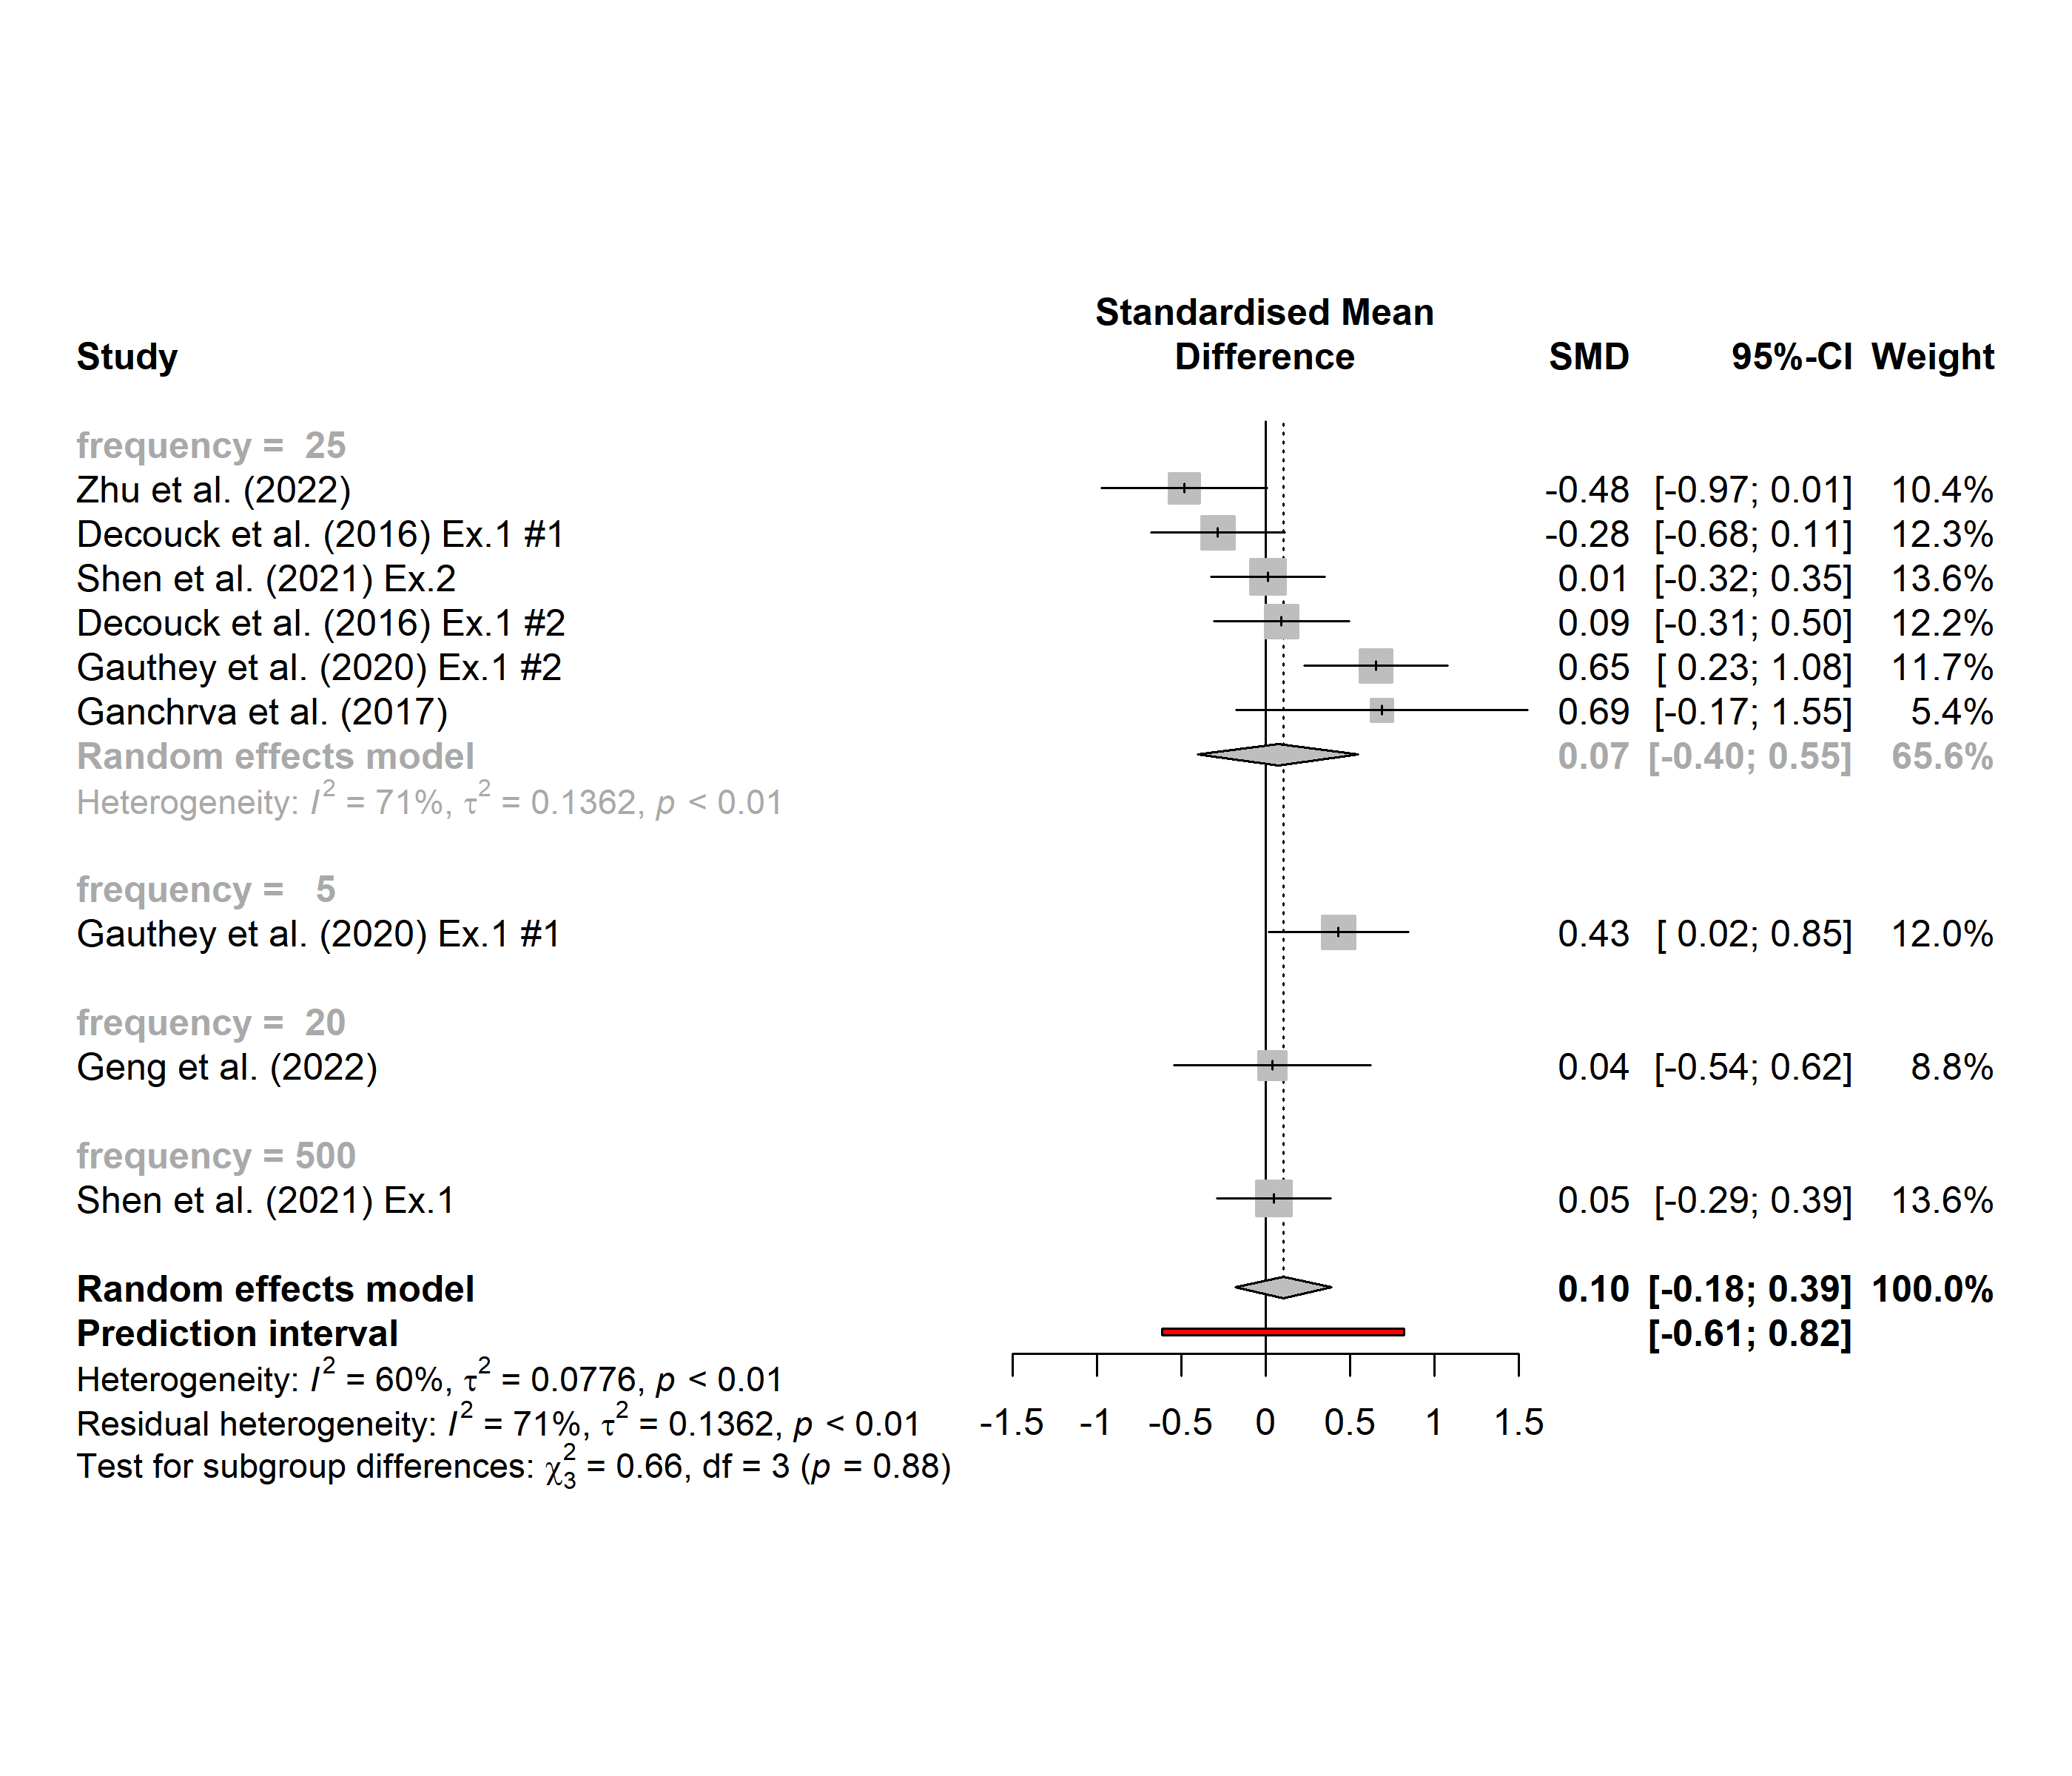 Standardised Mean
Study Difference SMD 95%-CI Weight
frequency = 25
Zhu et al. (2022) -0.48 [-0.97; 0.01] 10.4%
Decouck et al. (2016) Ex.1 #1 -0.28 [-0.68; 0.11] 12.3%
Shen et al. (2021) Ex.2 0.01 [-0.32; 0.35] 13.6%
Decouck et al. (2016) Ex.1 #2 0.09 [-0.31; 0.50] 12.2%
Gauthey et al. (2020) Ex.1 #2 0.65 [ 0.23; 1.08] 11.7%
Ganchrva et al. (2017) 0.69 [-0.17; 1.55] 5.4%
Random effects model 0.07 [-0.40; 0.55] 65.6%
Heterogeneity: I² = 71%, τ² = 0.1362, p < 0.01
frequency = 5
Gauthey et al. (2020) Ex.1 #1 0.43 [ 0.02; 0.85] 12.0%
frequency = 20
Geng et al. (2022) 0.04 [-0.54; 0.62] 8.8%
frequency = 500
Shen et al. (2021) Ex.1 0.05 [-0.29; 0.39] 13.6%
Random effects model 0.10 [-0.18; 0.39] 100.0%
Prediction interval [-0.61; 0.82]
Heterogeneity: I² = 60%, τ² = 0.0776, p < 0.01
Residual heterogeneity: I² = 71%, τ² = 0.1362, p < 0.01 -1.5 -1 -0.5 0 0.5 1 1.5
Test for subgroup differences: χ²₃ = 0.66, df = 3 (p = 0.88)